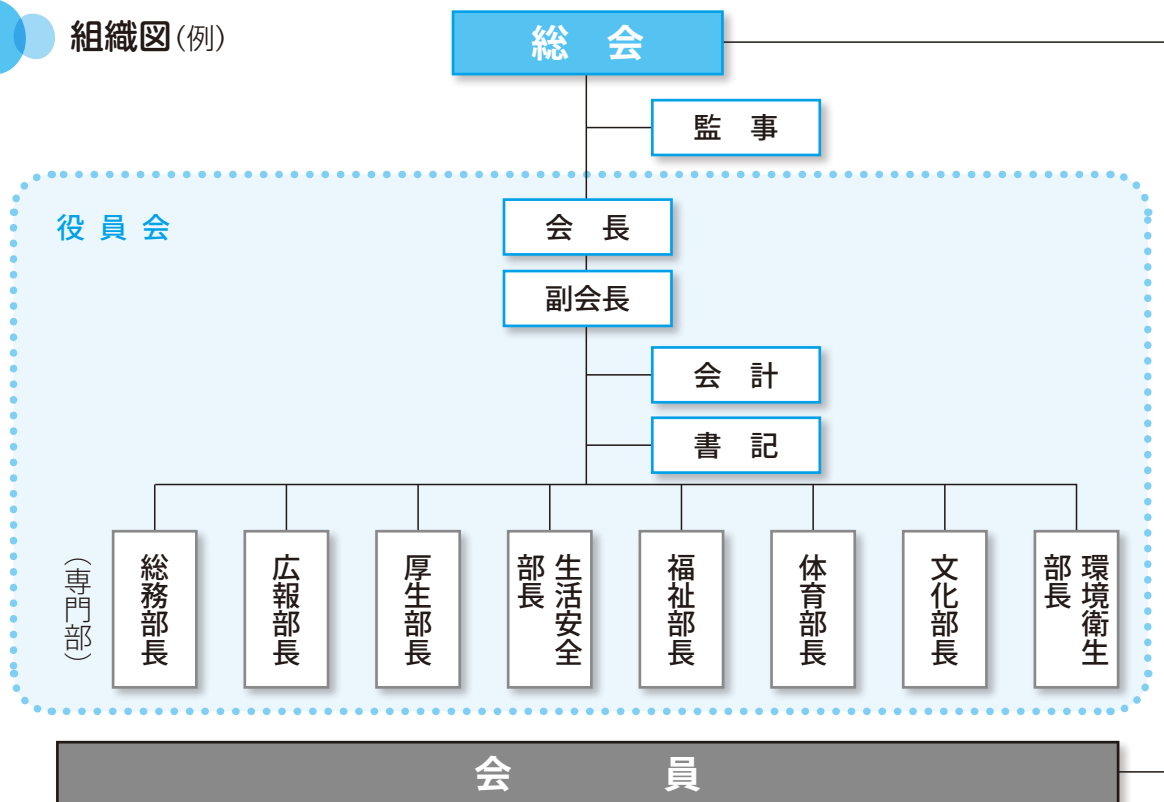 組織図(例)
総　会
監　事
役 員 会
会　長
副会長
会　計
書　記
(専門部)
総務部長
広報部長
厚生部長
生活安全
部長
福祉部長
体育部長
文化部長
環境衛生
部長
会　員